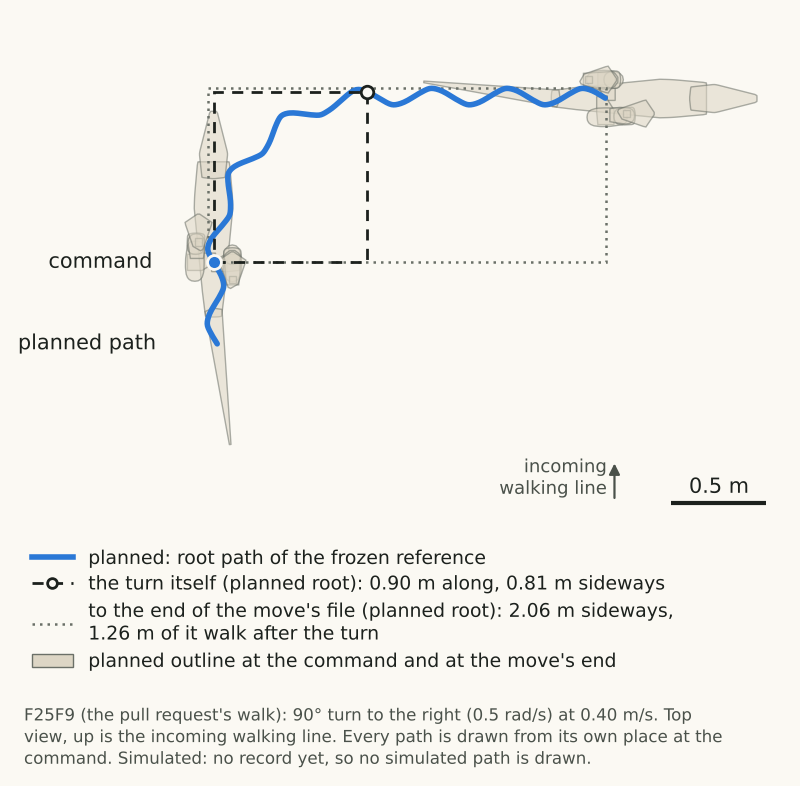 command
planned path
incoming
walking line
0.5 m
planned: root path of the frozen reference
the turn itself (planned root): 0.90 m along, 0.81 m sideways
to the end of the move's file (planned root): 2.06 m sideways,
1.26 m of it walk after the turn
planned outline at the command and at the move's end
F25F9 (the pull request's walk): 90° turn to the right (0.5 rad/s) at 0.40 m/s. Top
view, up is the incoming walking line. Every path is drawn from its own place at the
command. Simulated: no record yet, so no simulated path is drawn.